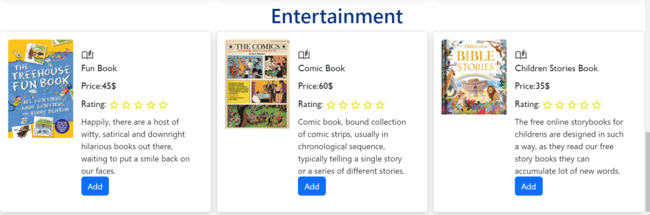 Entertainment
THE TREEHOUSE
FUN BOOK
ANDY GRIFFITHS
TERRY DENTON
Fun Book
Price:45$
Rating:
Happily, there are a host of
witty, satirical and downright
hilarious books out there,
waiting to put a smile back on
our faces.
Add
THE COMICS
Comic Book
Price:60$
Rating:
Comic book, bound collection
of comic strips, usually in
chronological sequence,
typically telling a single story
or a series of different stories.
Add
Children's
BIBLE
STORIES
Children Stories Book
Price:35$
Rating:
The free online storybooks for
childrens are designed in such
a way, as they read our free
story books they can
accumulate lot of new words.
Add